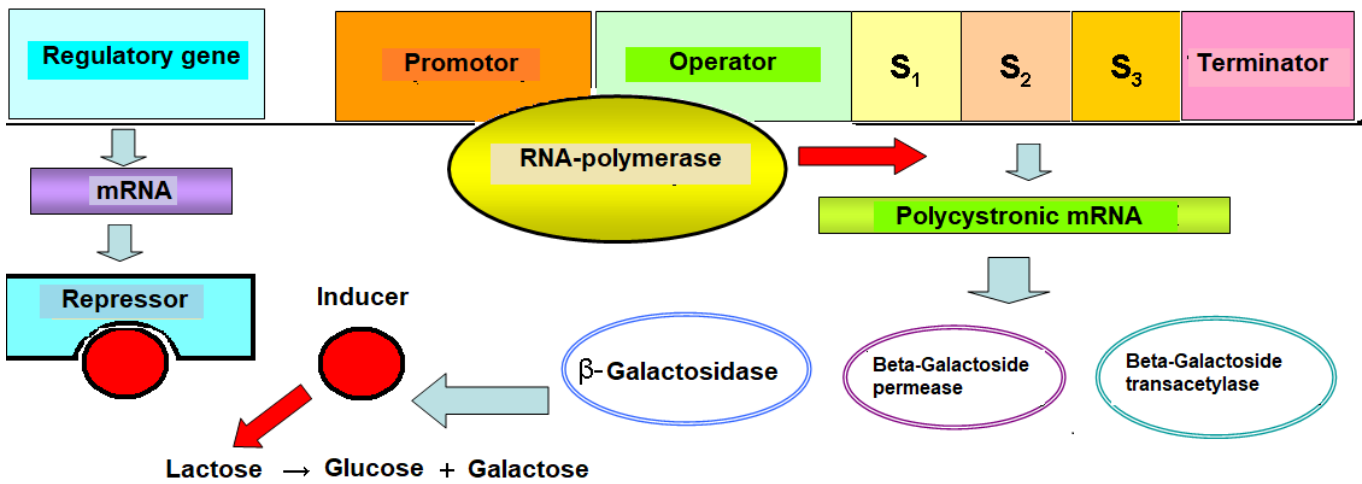 Regulatory gene
Promotor
Operator
S1
S2
S3
Terminator
RNA-polymerase
mRNA
Polycystronic mRNA
Repressor
Inducer
β-Galactosidase
Beta-Galactoside
permease
Beta-Galactoside
transacetylase
Lactose → Glucose + Galactose